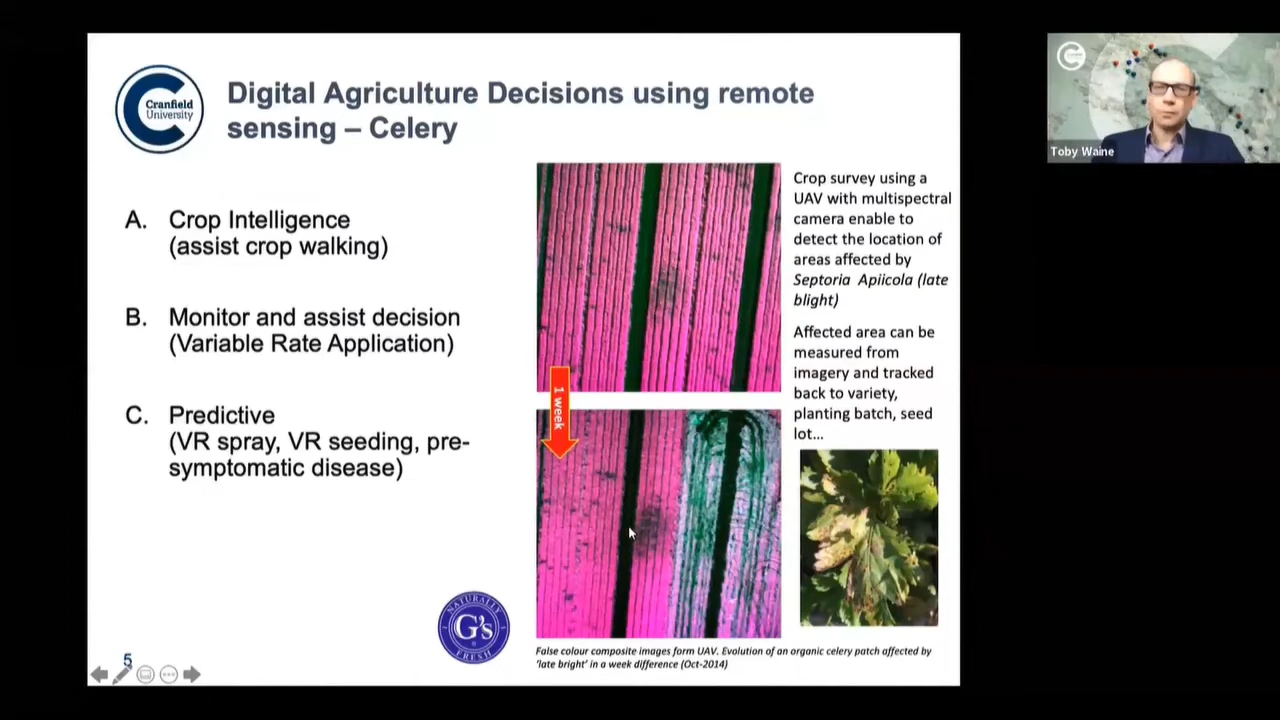 Cranfield
University
Digital Agriculture Decisions using remote
sensing – Celery
A. Crop Intelligence
(assist crop walking)
B. Monitor and assist decision
(Variable Rate Application)
C. Predictive
(VR spray, VR seeding, pre-
symptomatic disease)
1 week
Crop survey using a
UAV with multispectral
camera enable to
detect the location of
areas affected by
Septoria Apiicola (late
blight)
Affected area can be
measured from
imagery and tracked
back to variety,
planting batch, seed
lot...
NATURALLY
G's
FRESH
False colour composite images form UAV. Evolution of an organic celery patch affected by
'late bright' in a week difference (Oct-2014)
5
Toby Waine